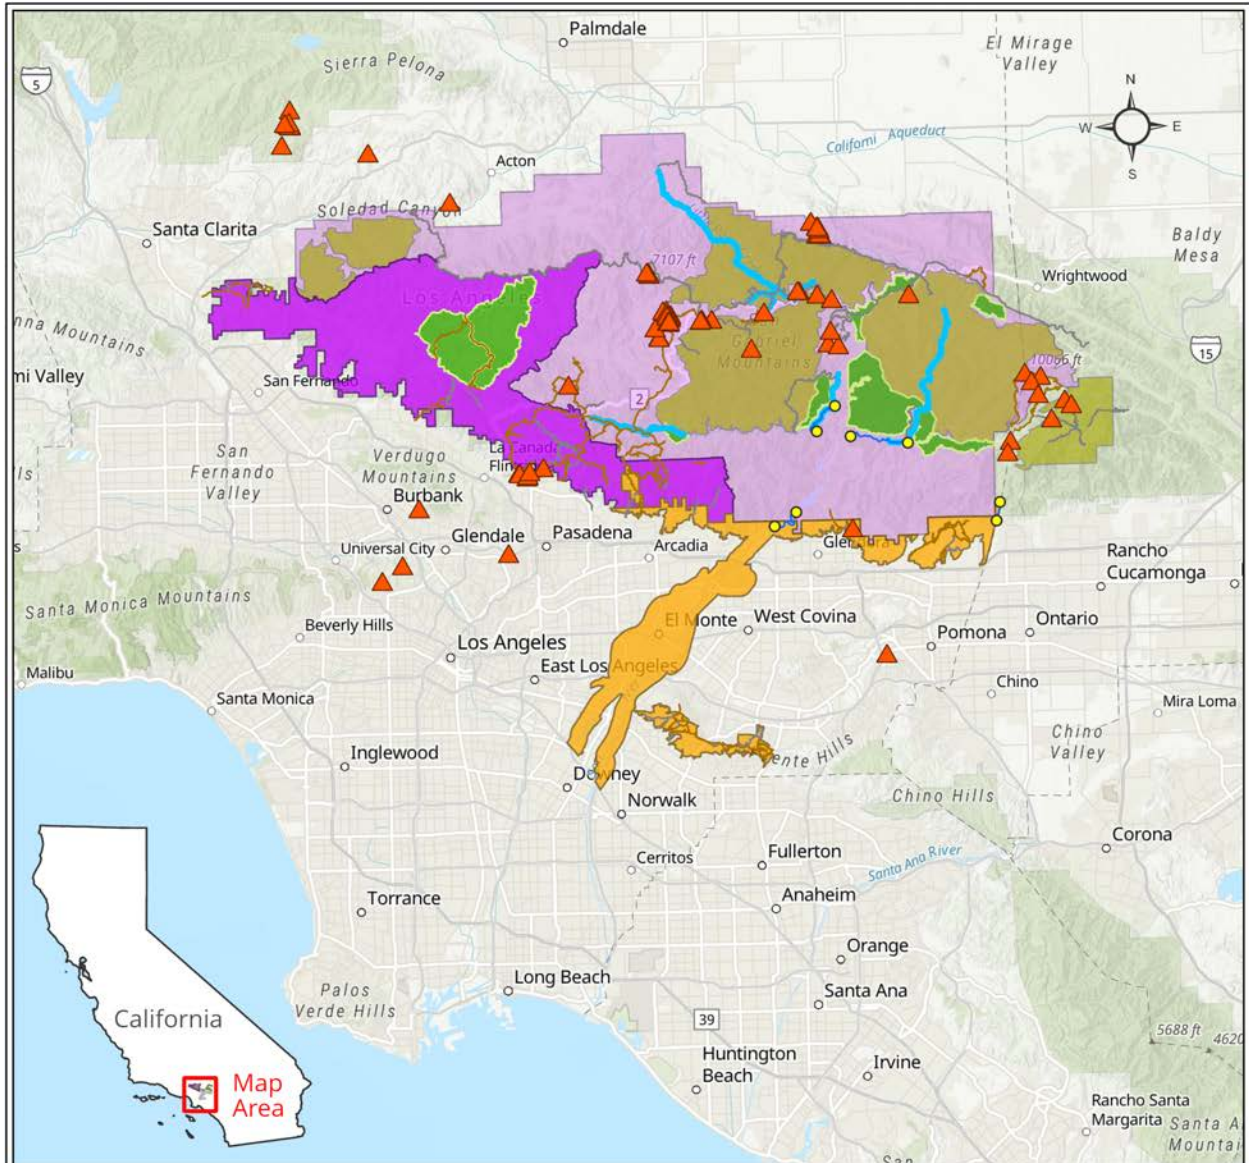 Palmdale
El Mirage
Valley
Sierra Pelona
5
N
W
E
S
Californi Aqueduct
Acton
Soledad Canyon
Santa Clarita
Baldy
Mesa
7107 ft
Wrightwood
Los Angeles
Gabriel
Mountains
15
nna Mountains
10066 ft
mi Valley
San Fernando
2
San
Fernando
Valley
Verdugo
Mountains
La Canada
Burbank
Universal City
Glendale
Pasadena
Arcadia
Rancho
Cucamonga
Santa Monica Mountains
Beverly Hills
El Monte
West Covina
Pomona
Ontario
Los Angeles
East Los Angeles
Malibu
Santa Monica
Chino
Mira Loma
Inglewood
Chino
Valley
ente Hills
Downey
Norwalk
Chino Hills
Corona
Cerritos
Fullerton
Santa Ana River
Torrance
Anaheim
Orange
Long Beach
Palos
Verde Hills
Santa Ana
39
California
5688 ft
4620
Huntington
Beach
Irvine
Map
Area
Rancho Santa
Margarita
Santa A
Mountai
San